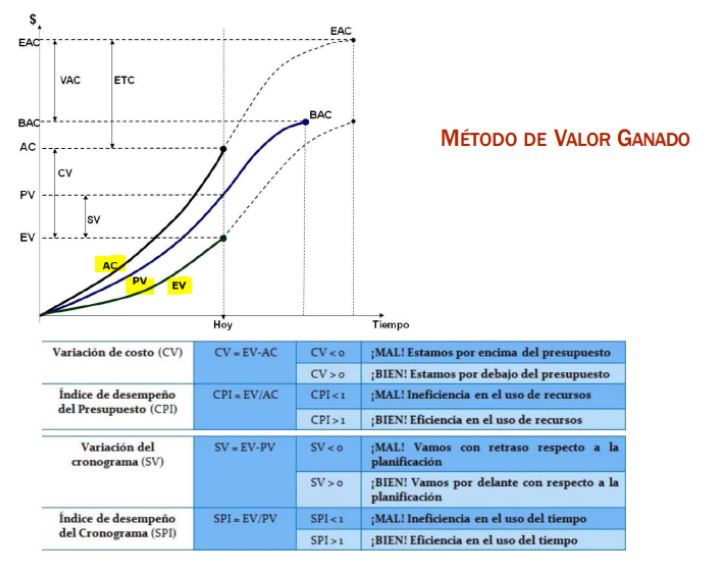 $
EAC
EAC
VAC
ETC
BAC
BAC
AC
CV
PV
SV
EV
AC
PV
EV
Hoy
Tiempo
MÉTODO DE VALOR GANADO
Variación de costo (CV)
CV = EV-AC
CV < 0
¡MAL! Estamos por encima del presupuesto
CV > 0
¡BIEN! Estamos por debajo del presupuesto
Índice de desempeño
del Presupuesto (CPI)
CPI = EV/AC
CPI < 1
¡MAL! Ineficiencia en el uso de recursos
CPI > 1
¡BIEN! Eficiencia en el uso de recursos
Variación del
cronograma (SV)
SV = EV-PV
SV < 0
¡MAL! Vamos con retraso respecto a la
planificación
SV > 0
¡BIEN! Vamos por delante con respecto a la
planificación
Índice de desempeño
del Cronograma (SPI)
SPI = EV/PV
SPI < 1
¡MAL! Ineficiencia en el uso del tiempo
SPI > 1
¡BIEN! Eficiencia en el uso del tiempo